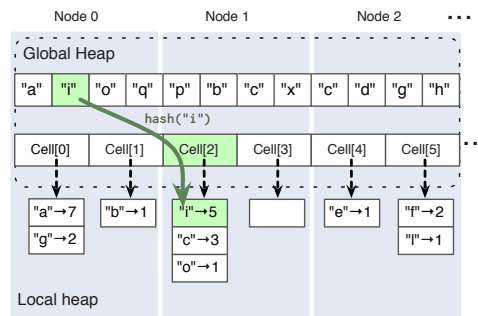 Node 0 Node 1 Node 2 ...
Global Heap
"a" "i" "o" "q" "p" "b" "c" "x" "c" "d" "g" "h"
hash("i")
Cell[0] Cell[1] Cell[2] Cell[3] Cell[4] Cell[5] ..
"a"→7 "b"→1 "i"→5 "e"→1 "f"→2
"g"→2 "c"→3 "l"→1
"o"→1
Local heap